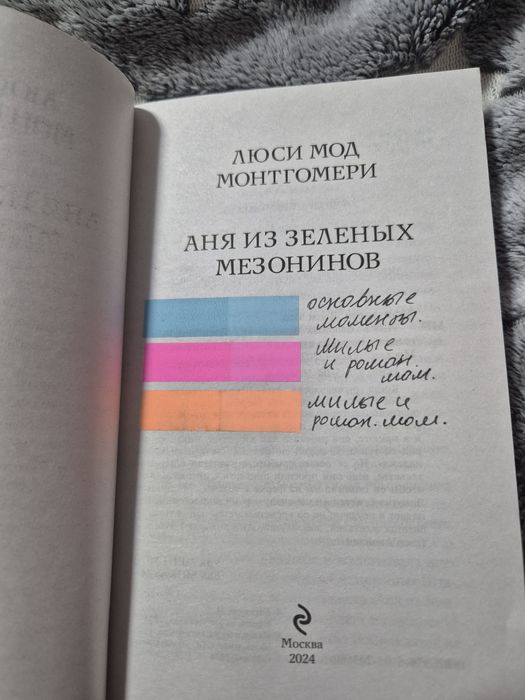 ЛЮСИ МОД
МОНТГОМЕРИ
АНЯ ИЗ ЗЕЛЕНЫХ
МЕЗОНИНОВ
основные
моменты.
милые
и роман.
мом.
милые и
роман. мом.
Москва
2024